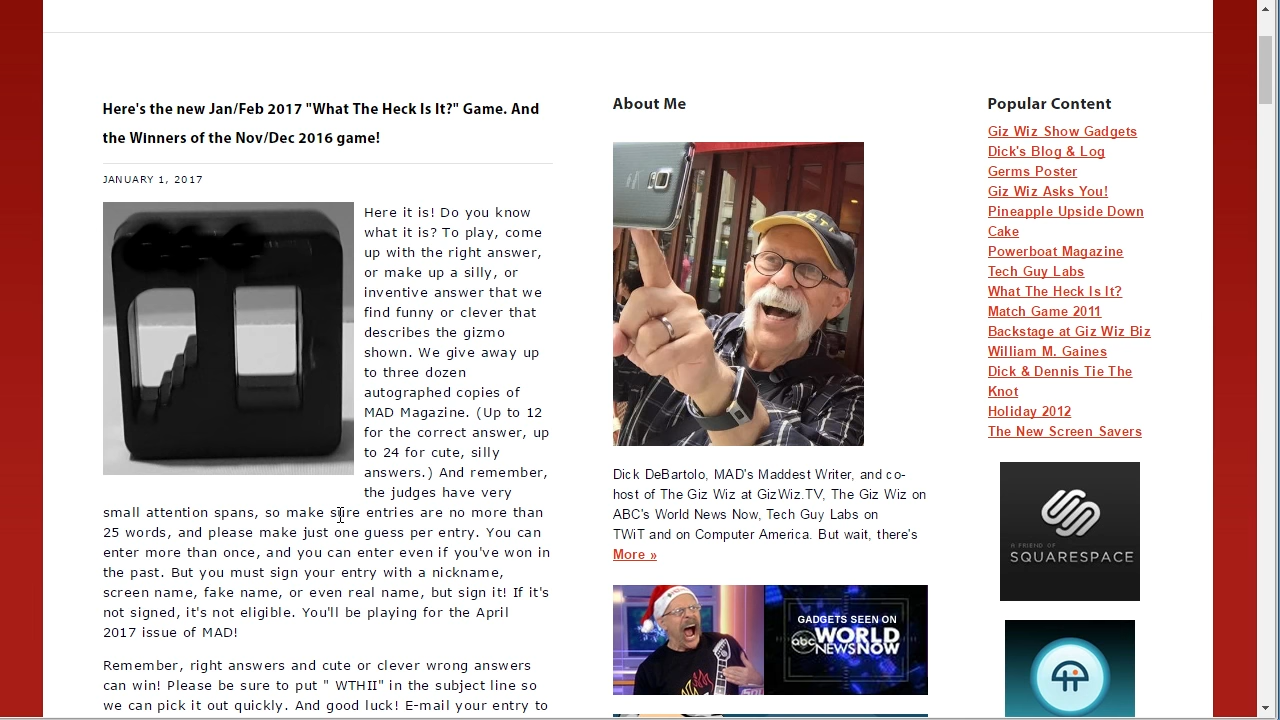 Here's the new Jan/Feb 2017 "What The Heck Is It?" Game. And
the Winners of the Nov/Dec 2016 game!
JANUARY 1, 2017
Here it is! Do you know
what it is? To play, come
up with the right answer,
or make up a silly, or
inventive answer that we
find funny or clever that
describes the gizmo
shown. We give away up
to three dozen
autographed copies of
MAD Magazine. (Up to 12
for the correct answer, up
to 24 for cute, silly
answers.) And remember,
the judges have very
small attention spans, so make sure entries are no more than
25 words, and please make just one guess per entry. You can
enter more than once, and you can enter if you've won in
the past. But you must sign your entry with a nickname,
screen name, fake name, or even real name, but sign it! If it's
not signed, it's not eligible. You'll be playing for the April
2017 issue of MAD!
Remember, right answers and cute or clever wrong answers
can win! Please be sure to put " WTHI" in the subject line so
we can pick it out quickly. And good luck! E-mail your entry to
About Me
Dick DeBartolo, MAD's Maddest Writer, and co-
host of The Giz Wiz at GizWiz.TV, The Giz Wiz on
ABC's World News Now, Tech Guy Labs on
TWiT and on Computer America. But wait, there's
More »
GADGETS SEEN ON
abc WORLD
NEWS NOW
Popular Content
Giz Wiz Show Gadgets
Dick's Blog & Log
Germs Poster
Giz Wiz Asks You!
Pineapple Upside Down
Cake
Powerboat Magazine
Tech Guy Labs
What The Heck Is It?
Match Game 2011
Backstage at Giz Wiz Biz
William M. Gaines
Dick & Dennis Tie The
Knot
Holiday 2012
The New Screen Savers
A FRIEND OF
SQUARESPACE